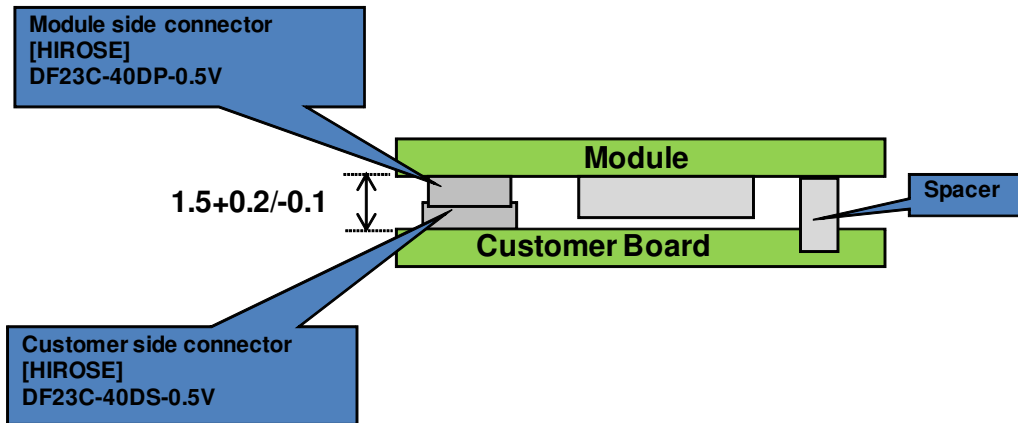 Module side connector
[HIROSE]
DF23C-40DP-0.5V
Module
1.5+0.2/-0.1
Spacer
Customer Board
Customer side connector
[HIROSE]
DF23C-40DS-0.5V